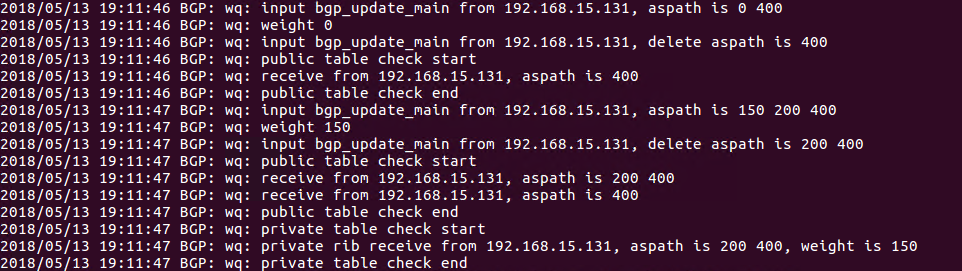 2018/05/13 19:11:46 BGP: wq: input bgp_update_main from 192.168.15.131, aspath is 0 400
2018/05/13 19:11:46 BGP: wq: weight 0
2018/05/13 19:11:46 BGP: wq: input bgp_update_main from 192.168.15.131, delete aspath is 400
2018/05/13 19:11:46 BGP: wq: public table check start
2018/05/13 19:11:46 BGP: wq: receive from 192.168.15.131, aspath is 400
2018/05/13 19:11:46 BGP: wq: public table check end
2018/05/13 19:11:47 BGP: wq: input bgp_update_main from 192.168.15.131, aspath is 150 200 400
2018/05/13 19:11:47 BGP: wq: weight 150
2018/05/13 19:11:47 BGP: wq: input bgp_update_main from 192.168.15.131, delete aspath is 200 400
2018/05/13 19:11:47 BGP: wq: public table check start
2018/05/13 19:11:47 BGP: wq: receive from 192.168.15.131, aspath is 200 400
2018/05/13 19:11:47 BGP: wq: receive from 192.168.15.131, aspath is 400
2018/05/13 19:11:47 BGP: wq: public table check end
2018/05/13 19:11:47 BGP: wq: private table check start
2018/05/13 19:11:47 BGP: wq: private rib receive from 192.168.15.131, aspath is 200 400, weight is 150
2018/05/13 19:11:47 BGP: wq: private table check end